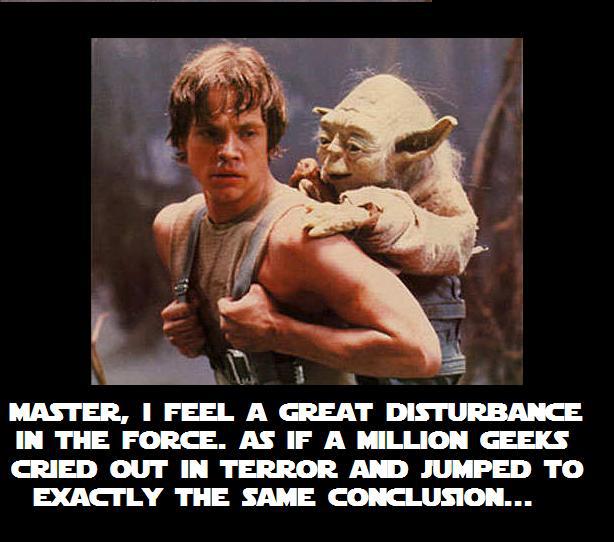 MASTER, I FEEL A GREAT DISTURBANCE
IN THE FORCE. AS IF A MILLION GEEKS
CRIED OUT IN TERROR AND JUMPED TO
EXACTLY THE SAME CONCLUSION...